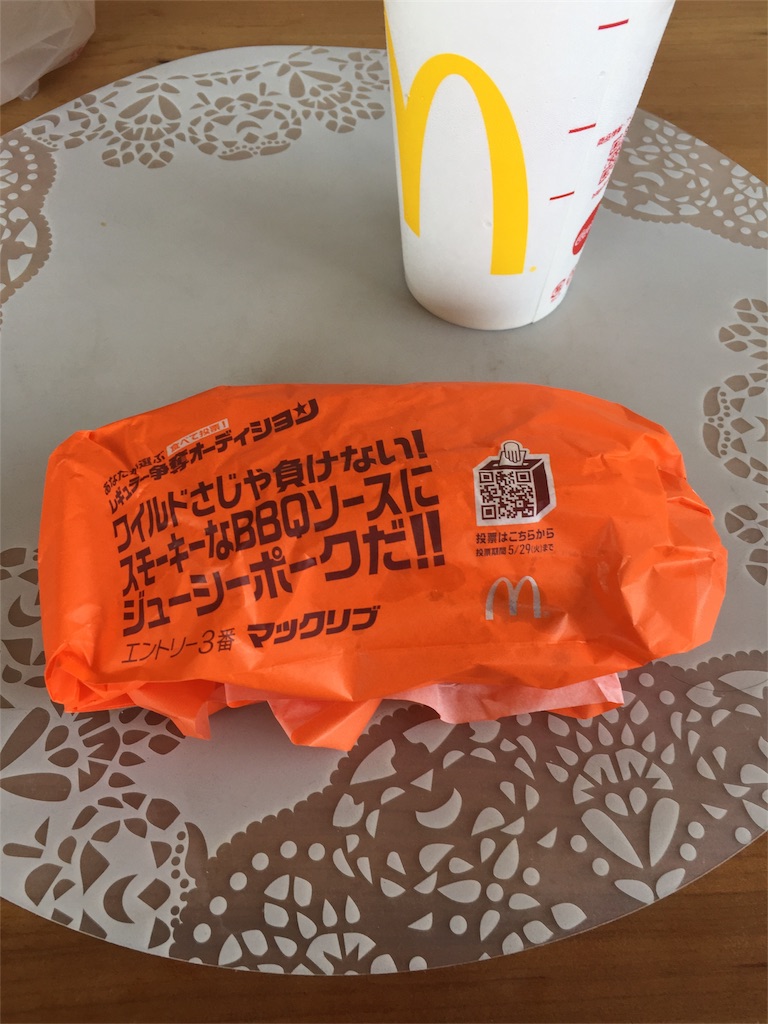 あなたが選ぶ 食べて投票！
レギュラー争奪オーディション
ワイルドさじゃ負けない!
スモーキーなBBQソースに
ジューシーポークだ!!
エントリー3番 マックリブ
投票はこちらから
投票期間5/29(火)まで